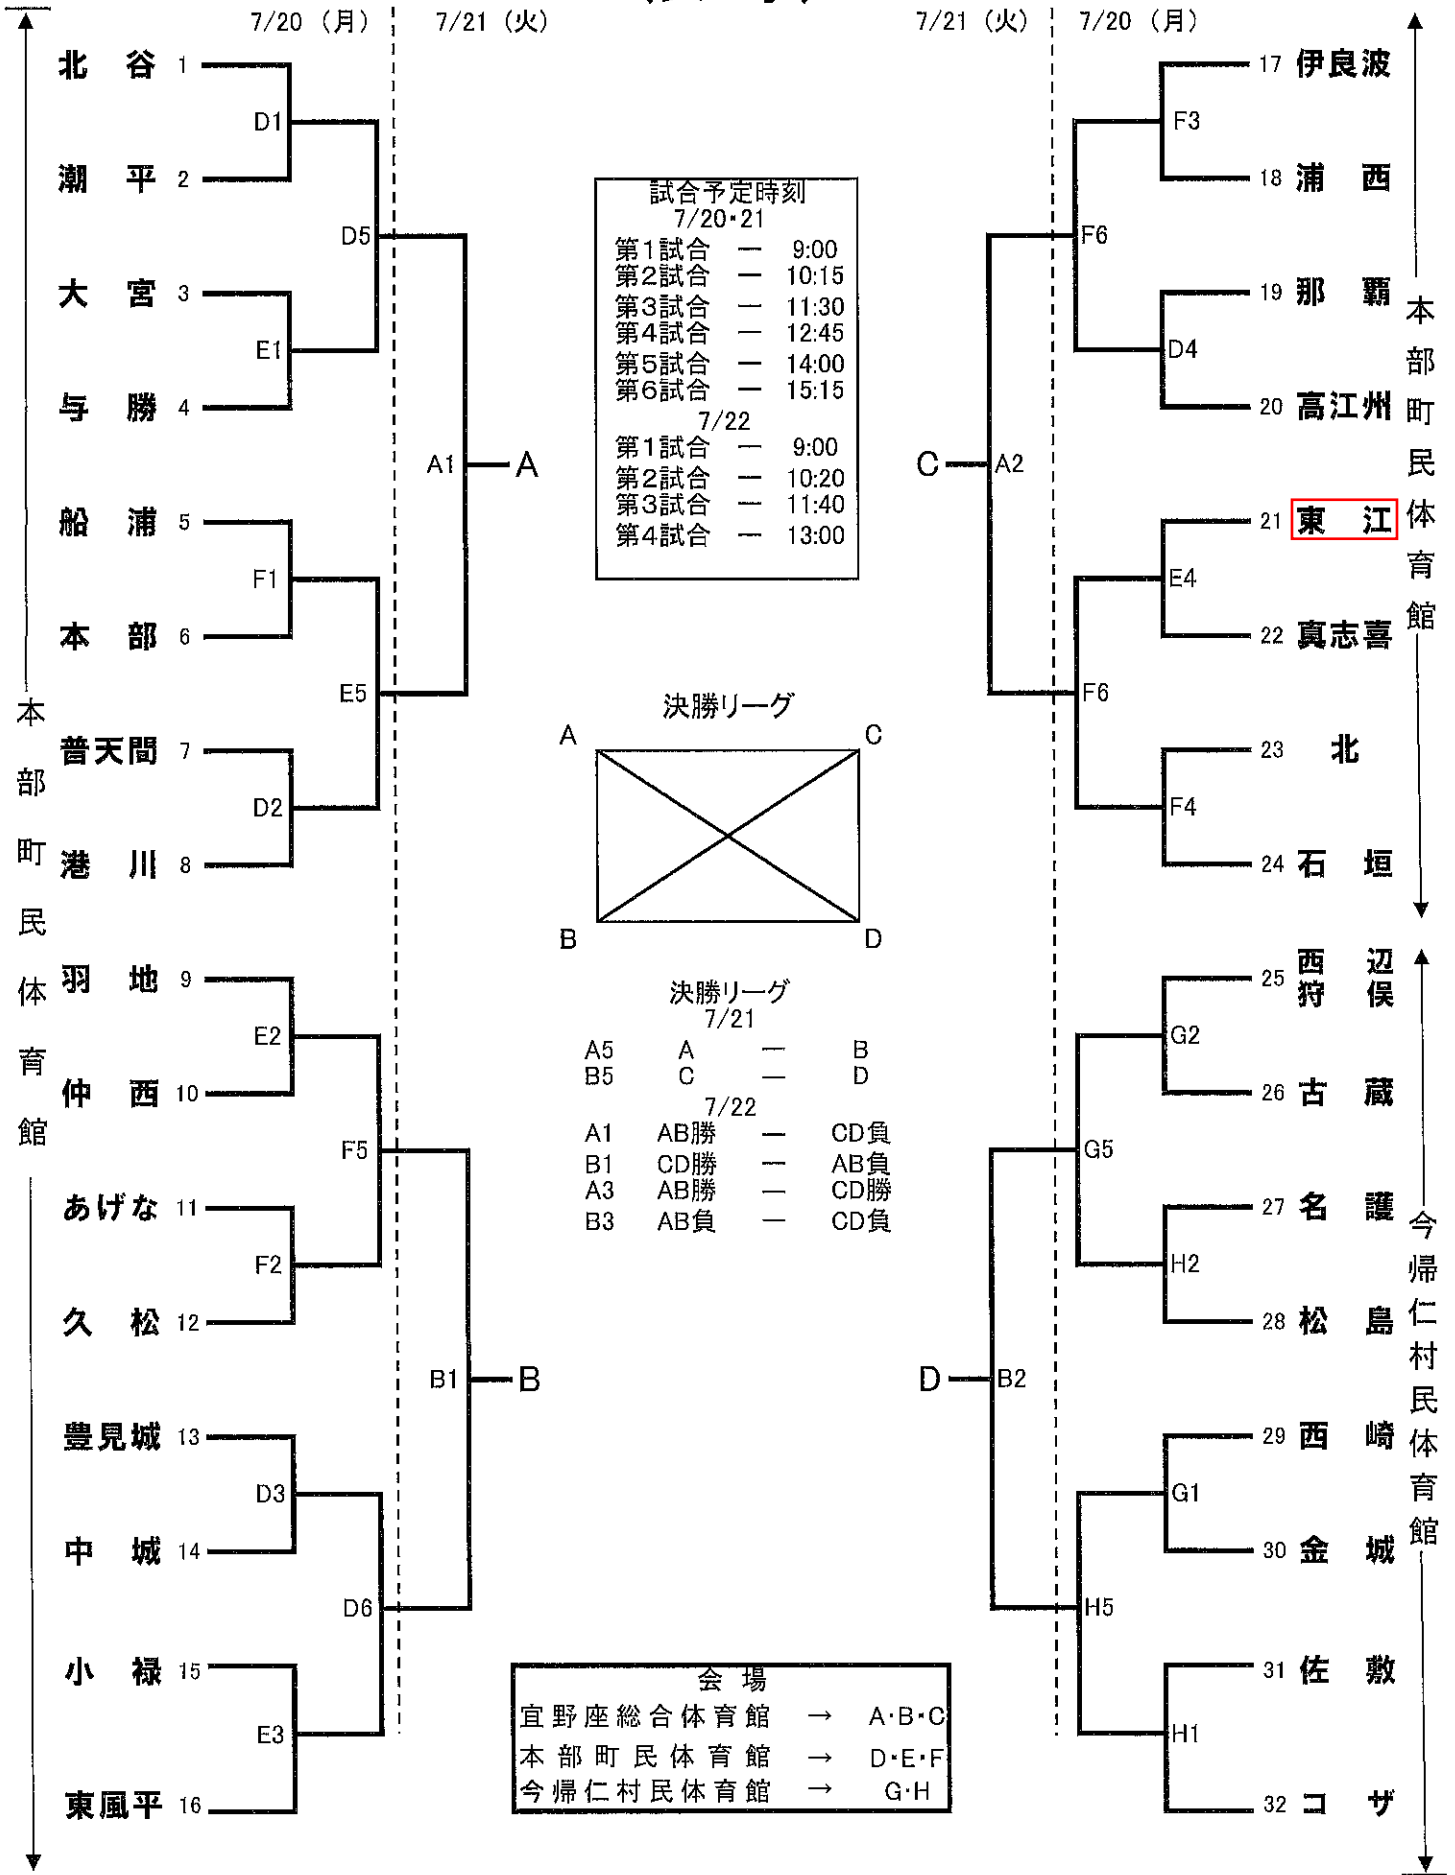 7/20（月）
7/21（火）
7/21（火）
7/20（月）
北 谷 1
D1
潮 平 2
D5
大 宮 3
E1
与 勝 4
A1
A
船 浦 5
F1
本 部 6
E5
普天間 7
D2
港 川 8
羽 地 9
E2
仲 西 10
F5
あげな 11
F2
久 松 12
B1
B
豊見城 13
D3
中 城 14
D6
小 禄 15
E3
東風平 16
本部町民体育館
試合予定時刻
7/20・21
第1試合 ー 9:00
第2試合 ー 10:15
第3試合 ー 11:30
第4試合 ー 12:45
第5試合 ー 14:00
第6試合 ー 15:15
7/22
第1試合 ー 9:00
第2試合 ー 10:20
第3試合 ー 11:40
第4試合 ー 13:00
決勝リーグ
A C
B D
決勝リーグ
7/21
A5 A ー B
B5 C ー D
7/22
A1 AB勝 ー CD負
B1 CD勝 ー AB負
A3 AB勝 ー CD勝
B3 AB負 ー CD負
会 場
宜野座総合体育館 → A・B・C
本部町民体育館 → D・E・F
今帰仁村民体育館 → G・H
17 伊良波
F3
18 浦 西
F6
19 那 覇
D4
20 高江州
C
A2
21 東 江
E4
22 真志喜
F6
23 北
F4
24 石 垣
25 西 辺
狩 俣
G2
26 古 蔵
G5
27 名 護
H2
28 松 島
D
B2
29 西 崎
G1
30 金 城
H5
31 佐 敷
H1
32 コ ザ
本部町民体育館
今帰仁村民体育館